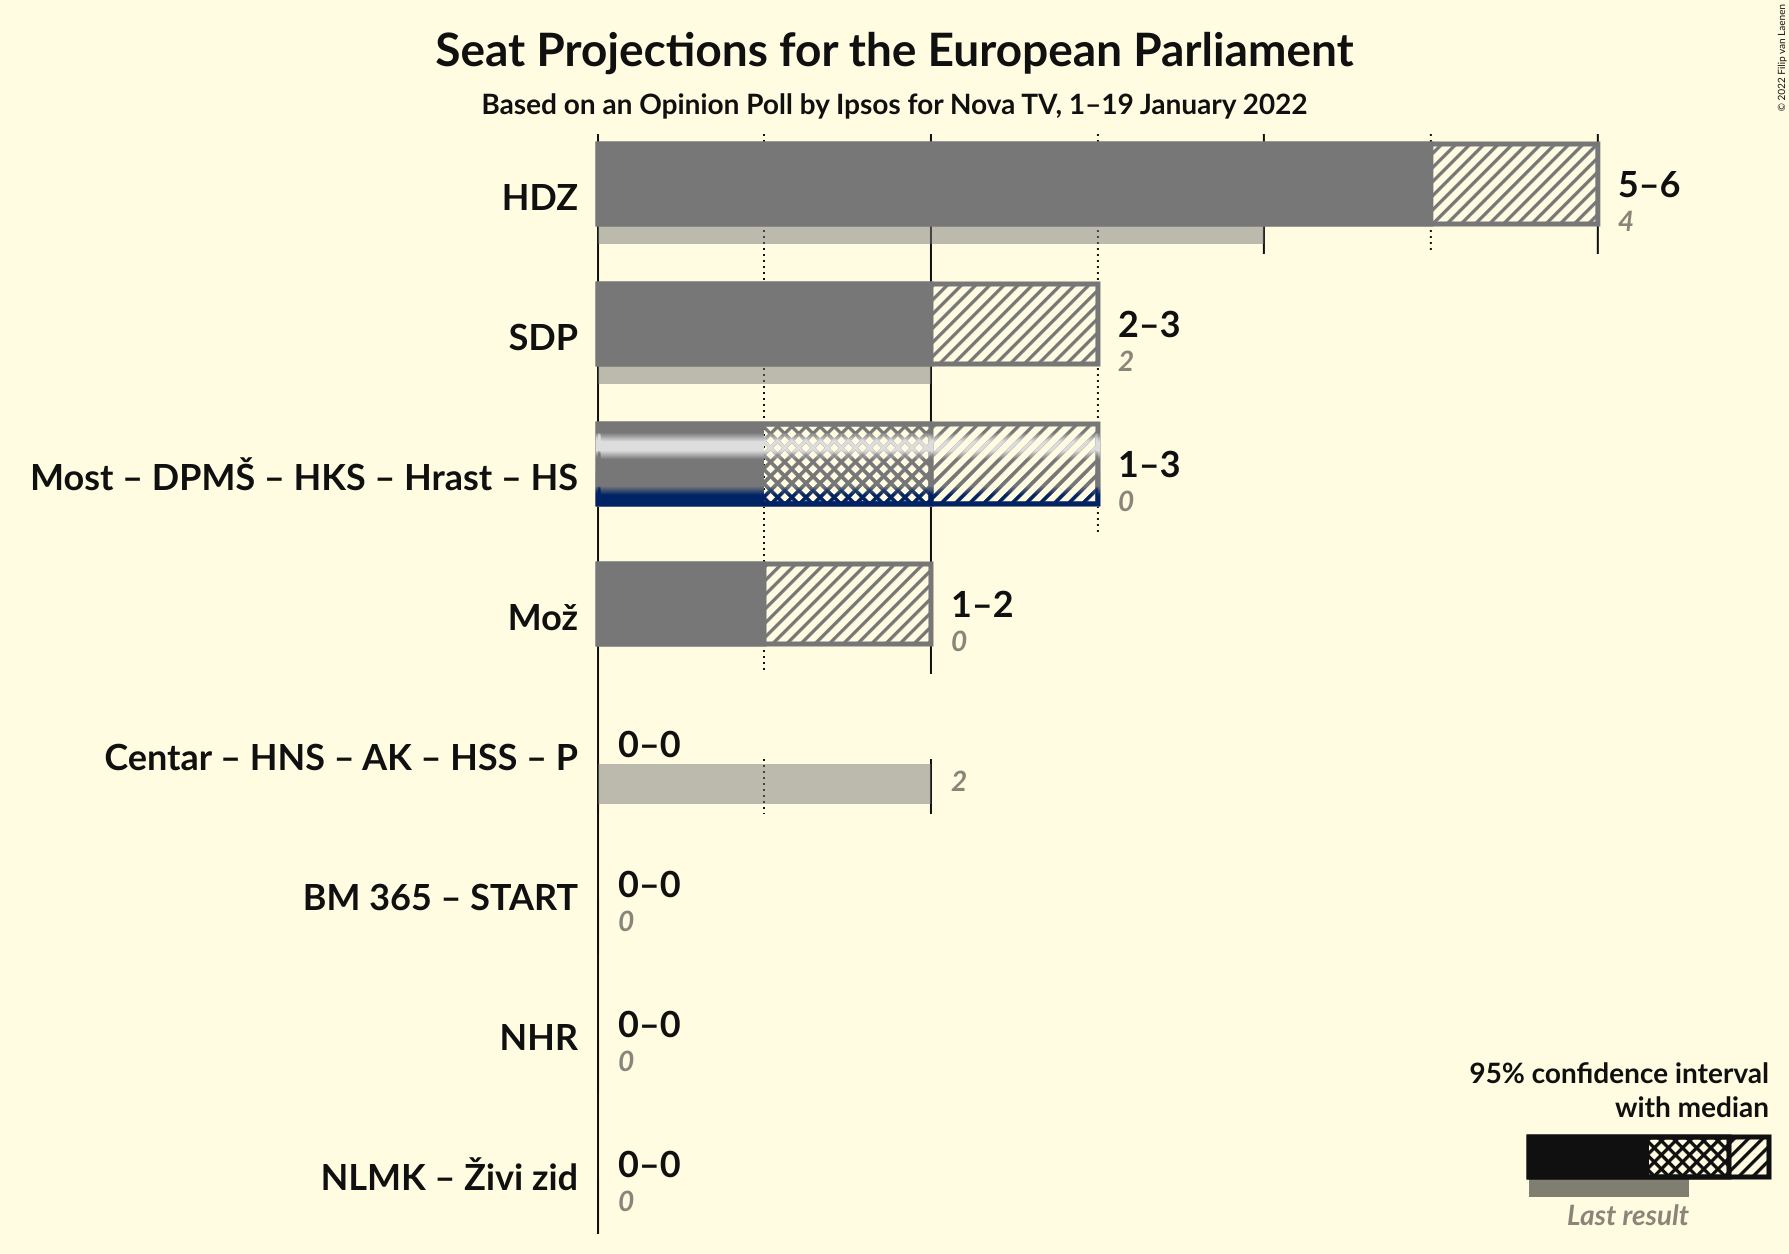 Seat Projections for the European Parliament
Based on an Opinion Poll by Ipsos for Nova TV, 1–19 January 2022
© 2022 Filip van Laenen
HDZ
5–6
4
SDP
2–3
2
Most – DPMŠ – HKS – Hrast – HS
1–3
0
Mož
1–2
0
Centar – HNS – AK – HSS – P
0–0
2
BM 365 – START
0–0
0
NHR
0–0
0
NLMK – Živi zid
0–0
0
95% confidence interval
with median
Last result